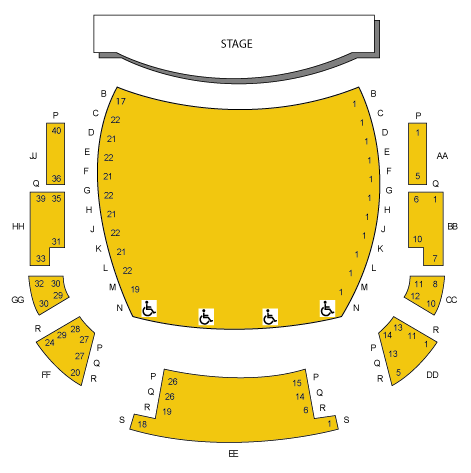 STAGE
B 17 1 B
C 22 1 C
P 40 D 21 1 D P 1
JJ E 22 1 E AA
36 F 21 1 F 5
Q G 22 1 G Q
39 35 6 1
H 21 1 H
HH J 22 1 J BB
31 K 21 1 K 10
33 7
L 22 1 L
32 30 M 19 1 M 11 8
GG 29 12 CC
30 N N 10
R 28 13 R
29 27 14 11
24 P P 1
27 Q Q 13
FF 20 R R 5 DD
P 26 15 P
Q 26 14 Q
R 19 6 R
S 18 1 S
EE